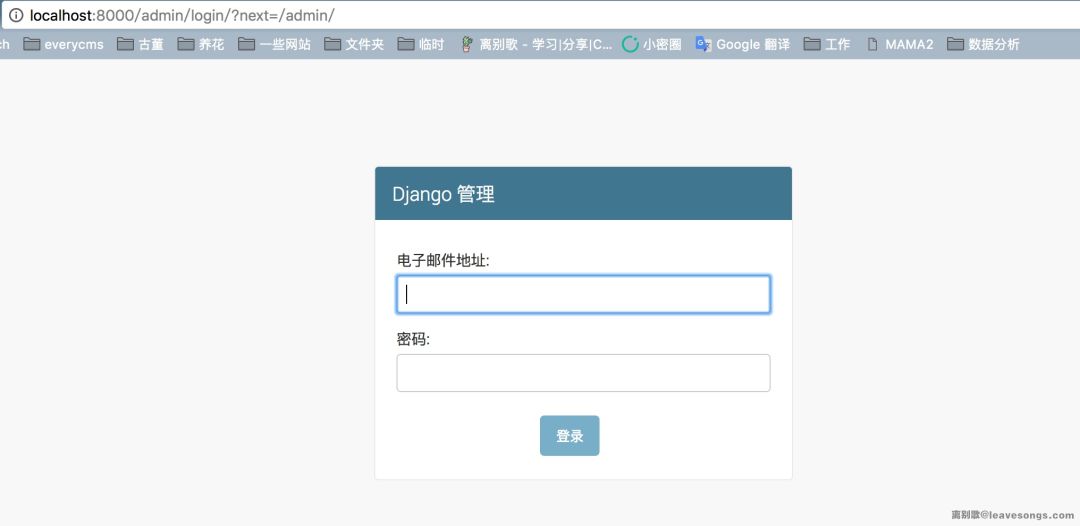 localhost:8000/admin/login/?next=/admin/
ch everycms 古董 养花 一些网站 文件夹 临时 离别歌 - 学习|分享|C... 小密圈 Google 翻译 工作 MAMA2 数据分析
Django 管理
电子邮件地址:
密码:
登录
离别歌@leavesongs.com